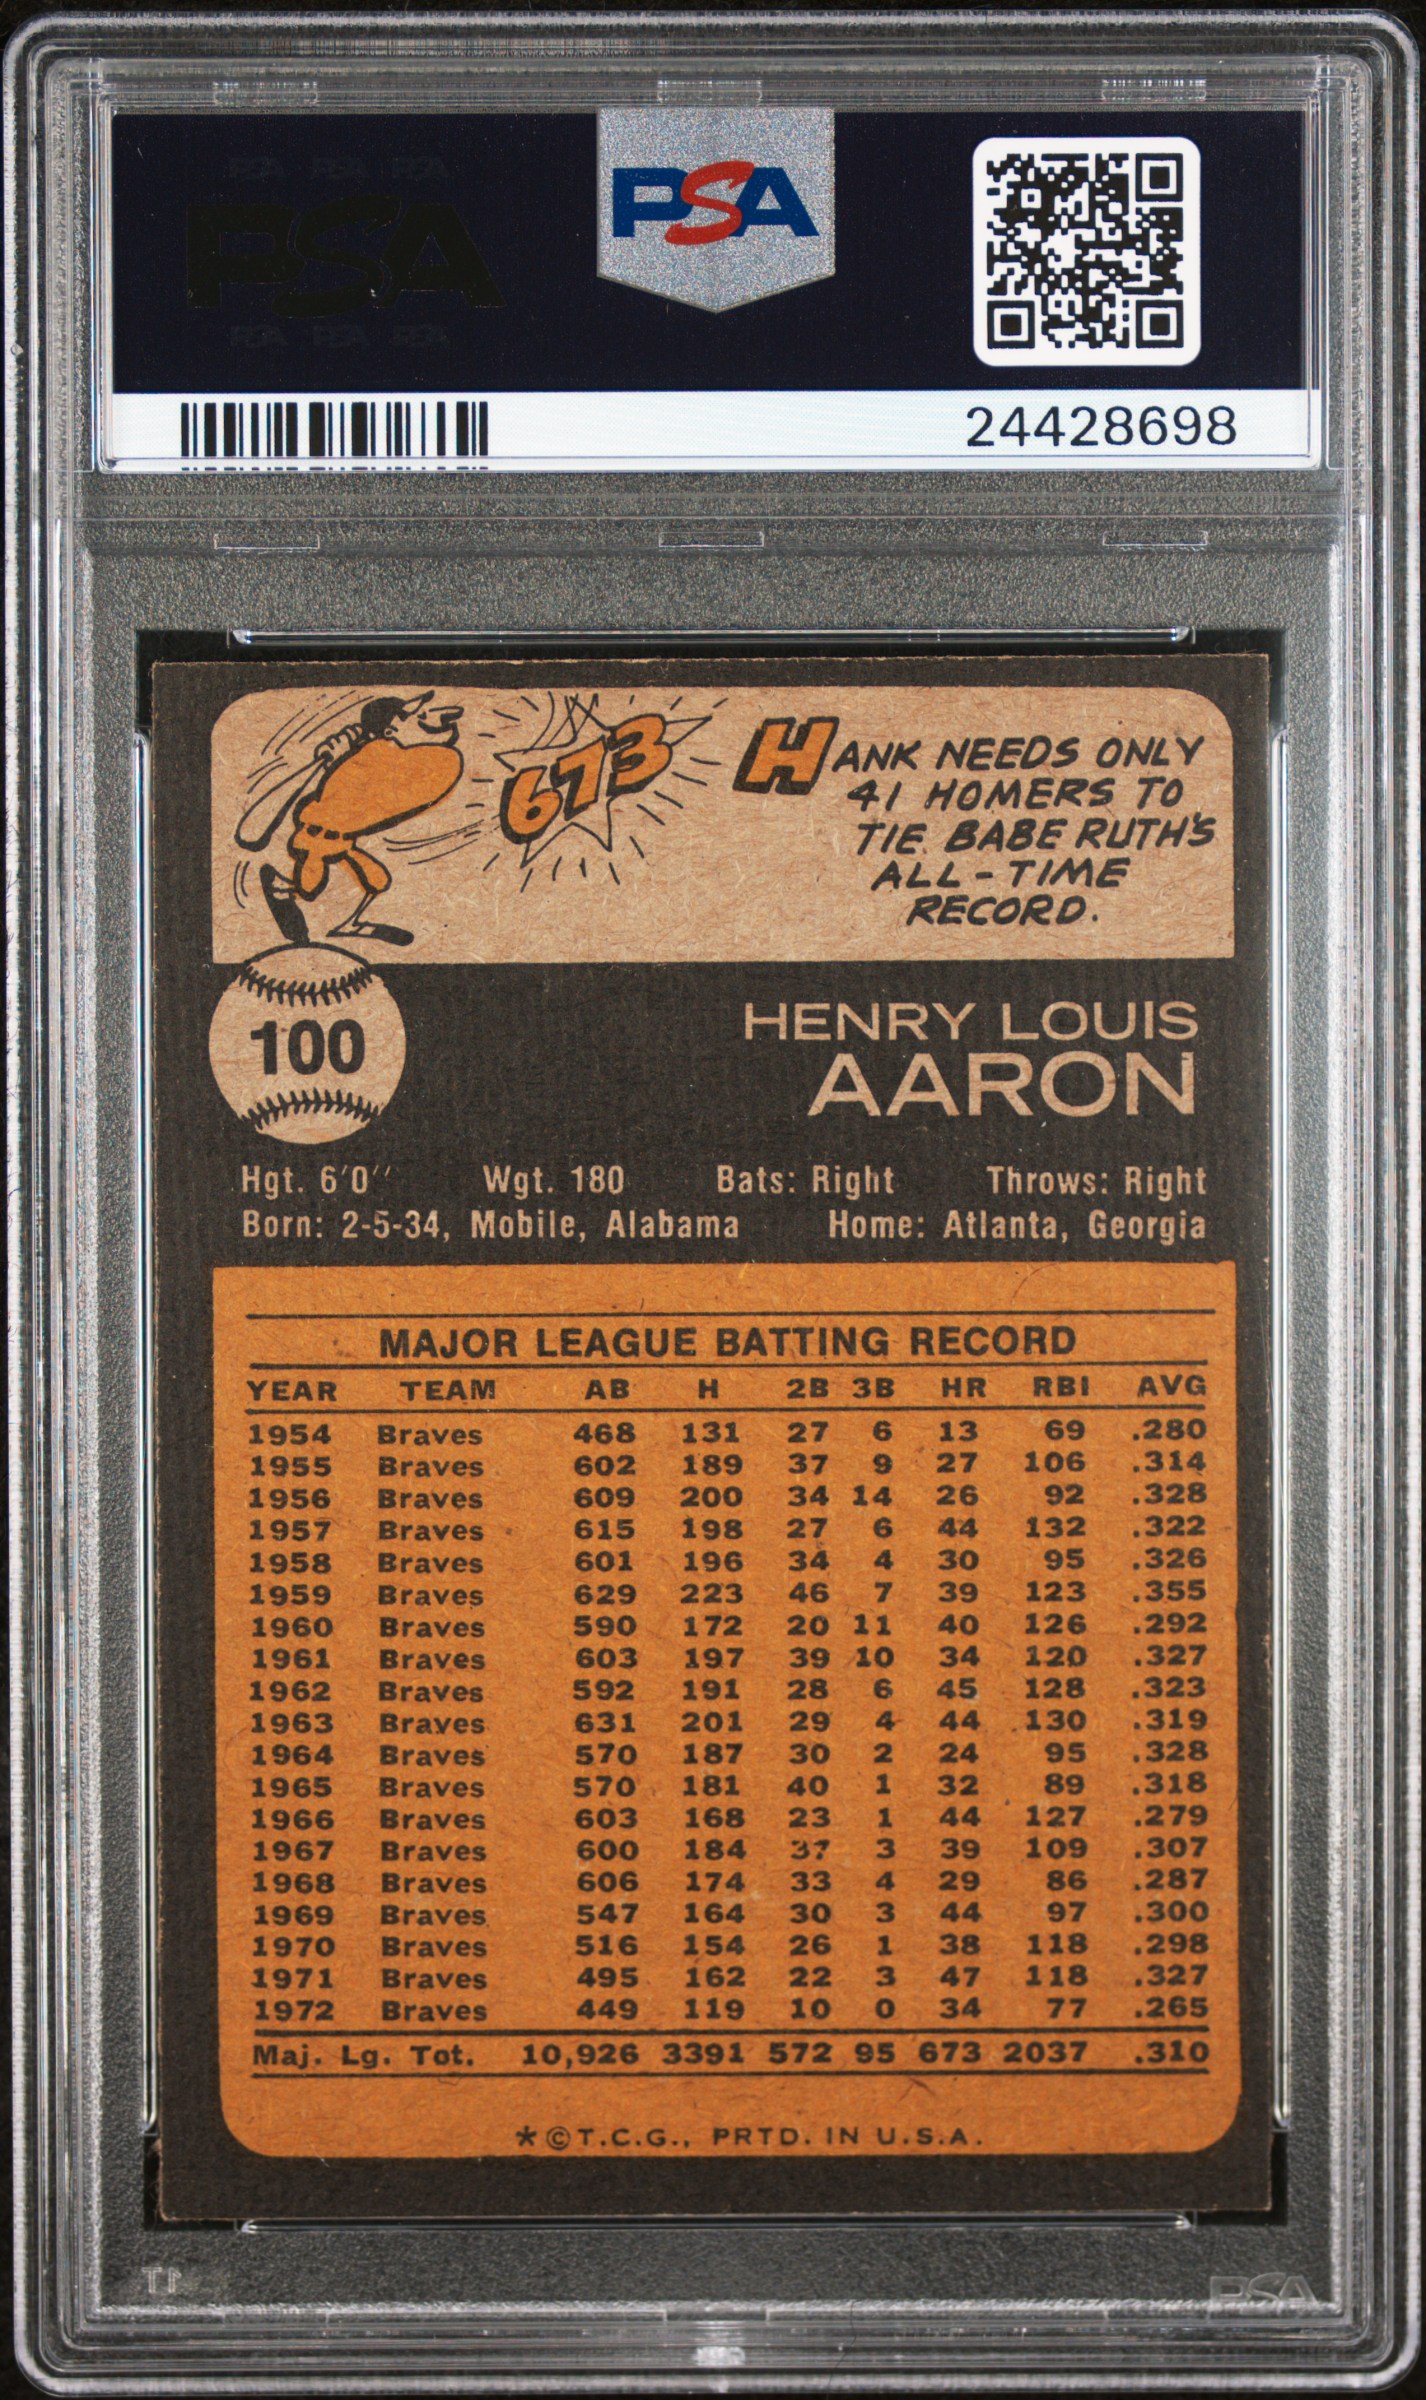 PSA PSA PSA
PSA
PSA PSA PSA
PSA
24428698
673
HANK NEEDS ONLY
41 HOMERS TO
TIE BABE RUTH'S
ALL-TIME
RECORD.
100
HENRY LOUIS
AARON
Hgt. 6'0'' Wgt. 180 Bats: Right Throws: Right
Born: 2-5-34, Mobile, Alabama Home: Atlanta, Georgia
MAJOR LEAGUE BATTING RECORD
YEAR TEAM AB H 2B 3B HR RBI AVG
1954 Braves 468 131 27 6 13 69 .280
1955 Braves 602 189 37 9 27 106 .314
1956 Braves 609 200 34 14 26 92 .328
1957 Braves 615 198 27 6 44 132 .322
1958 Braves 601 196 34 4 30 95 .326
1959 Braves 629 223 46 7 39 123 .355
1960 Braves 590 172 20 11 40 126 .292
1961 Braves 603 197 39 10 34 120 .327
1962 Braves 592 191 28 6 45 128 .323
1963 Braves 631 201 29 4 44 130 .319
1964 Braves 570 187 30 2 24 95 .328
1965 Braves 570 181 40 1 32 89 .318
1966 Braves 603 168 23 1 44 127 .279
1967 Braves 600 184 37 3 39 109 .307
1968 Braves 606 174 33 4 29 86 .287
1969 Braves 547 164 30 3 44 97 .300
1970 Braves 516 154 26 1 38 118 .298
1971 Braves 495 162 22 3 47 118 .327
1972 Braves 449 119 10 0 34 77 .265
Maj. Lg. Tot. 10,926 3391 572 95 673 2037 .310
*©T.C.G., PRTD. IN U.S.A.
PSA